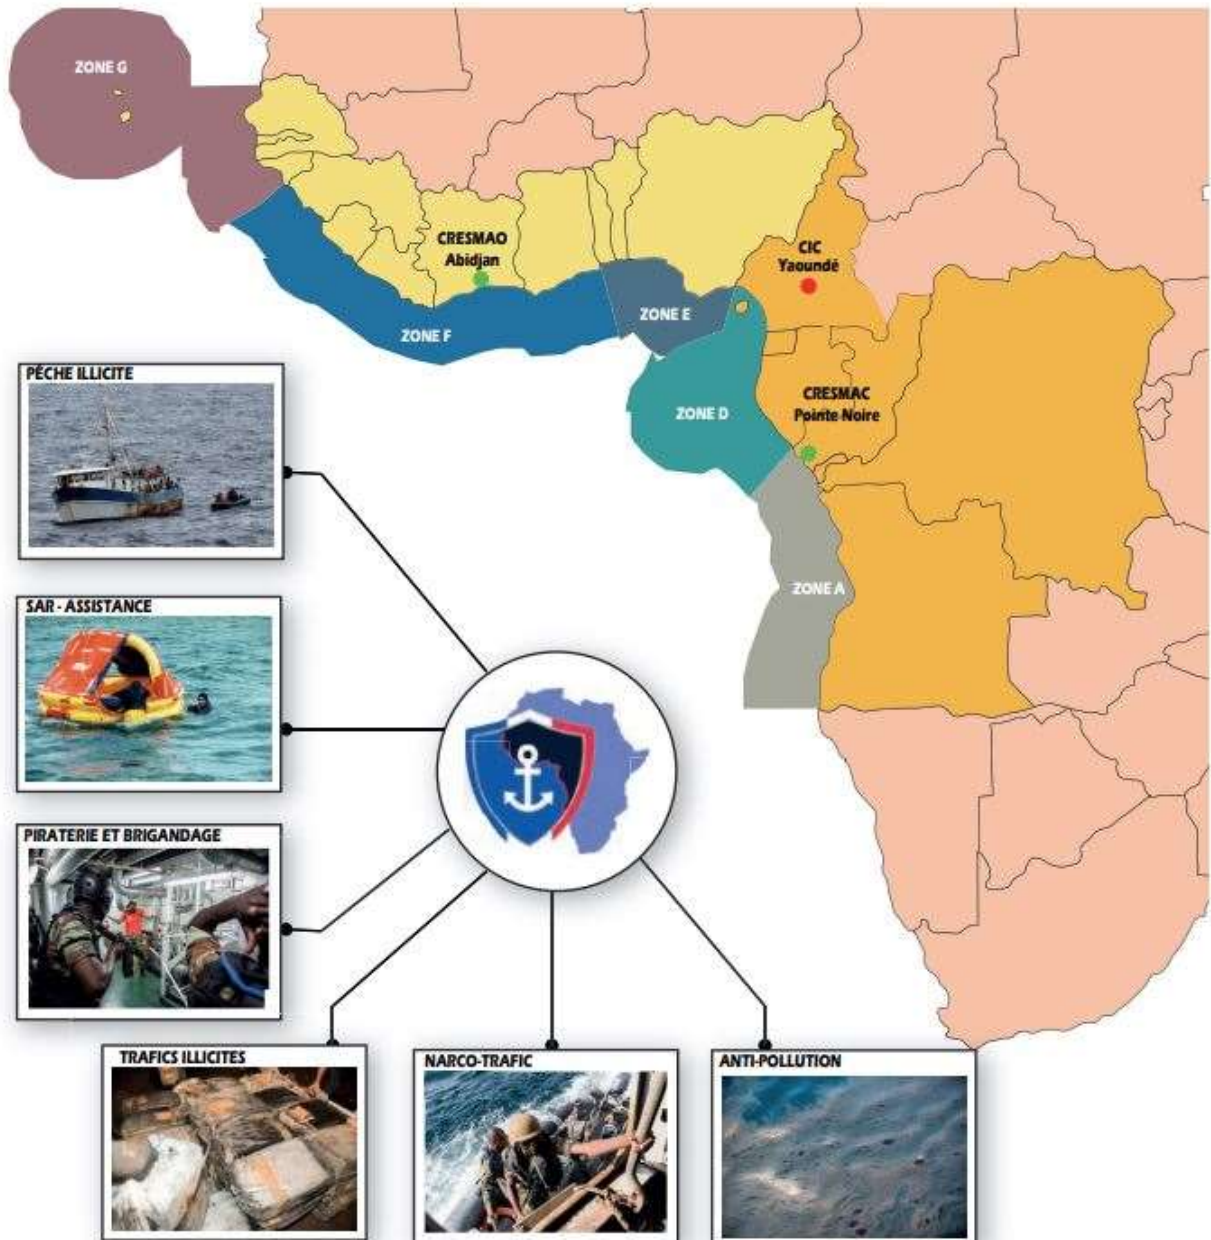 ZONE G
CRESMAO
Abidjan
CIC
Yaoundé
ZONE E
ZONE F
ZONE D
CRESMAC
Pointe Noire
ZONE A
PÊCHE ILLICITE
SAR - ASSISTANCE
PIRATERIE ET BRIGANDAGE
TRAFICS ILLICITES
NARCO-TRAFIC
ANTI-POLLUTION